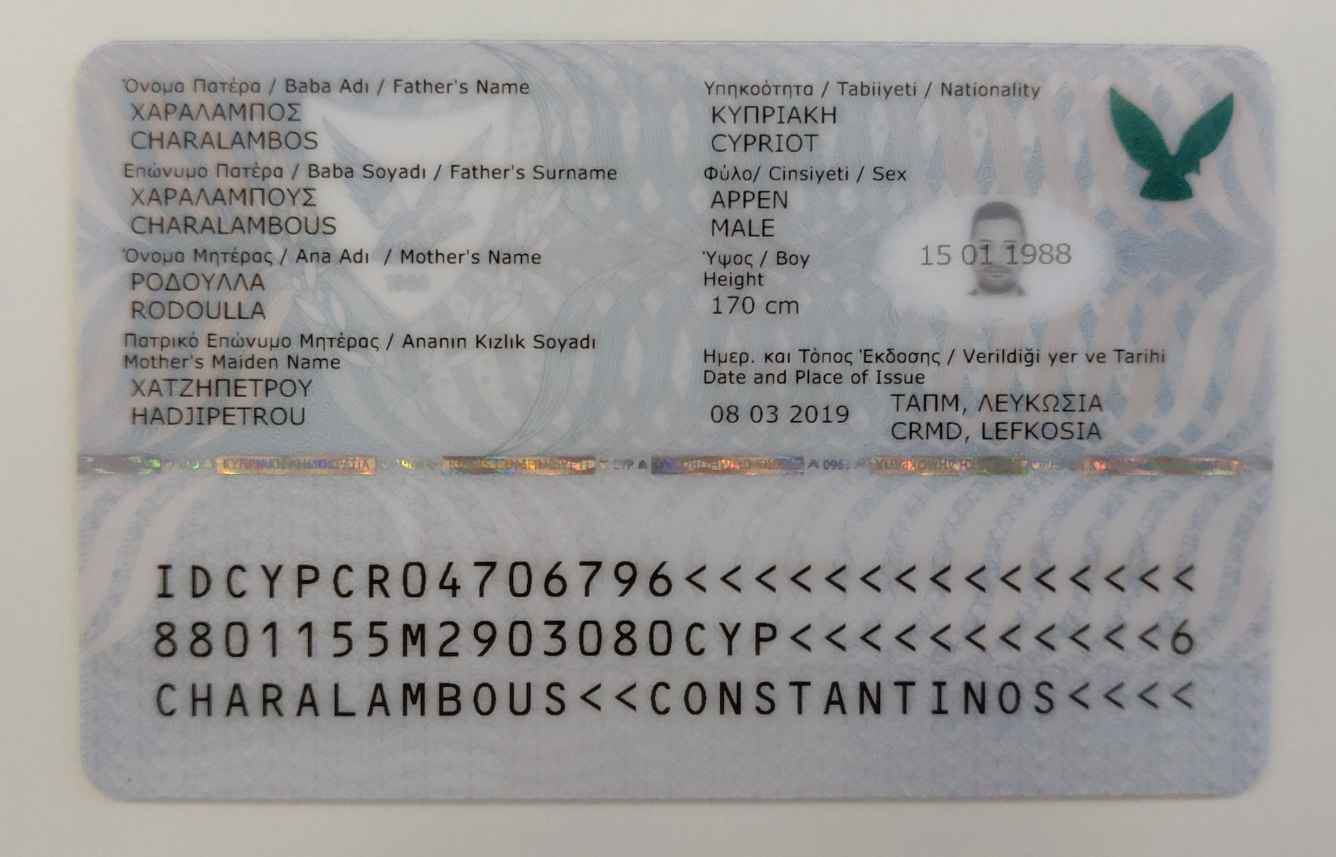 Όνομα Πατέρα / Baba Adı / Father's Name
ΧΑΡΑΛΑΜΠΟΣ
CHARALAMBOS
Επώνυμο Πατέρα / Baba Soyadı / Father's Surname
ΧΑΡΑΛΑΜΠΟΥΣ
CHARALAMBOUS
Όνομα Μητέρας / Ana Adı / Mother's Name
ΡΟΔΟΥΛΛΑ
RODOULLA
Πατρικό Επώνυμο Μητέρας / Ananın Kızlık Soyadı
Mother's Maiden Name
ΧΑΤΖΗΠΕΤΡΟΥ
HADJIPETROU
Υπηκοότητα / Tabiiyeti / Nationality
ΚΥΠΡΙΑΚΗ
CYPRIOT
Φύλο/ Cinsiyeti / Sex
ΑΡΡΕΝ
MALE
Ύψος / Boy
Height
170 cm
15 01 1988
Ημερ. και Τόπος Έκδοσης / Verildiği yer ve Tarihi
Date and Place of Issue
08 03 2019
ΤΑΠΜ, ΛΕΥΚΩΣΙΑ
CRMD, LEFKOSIA
ΚΥΠΡΙΑΚΗ ΔΗΜΟΚΡΑΤΙΑ
IDCYPCR04706796<<<<<<<<<<<<<<<
8801155M2903080CYP<<<<<<<<<<<6
CHARALAMBOUS<<CONSTANTINOS<<<<